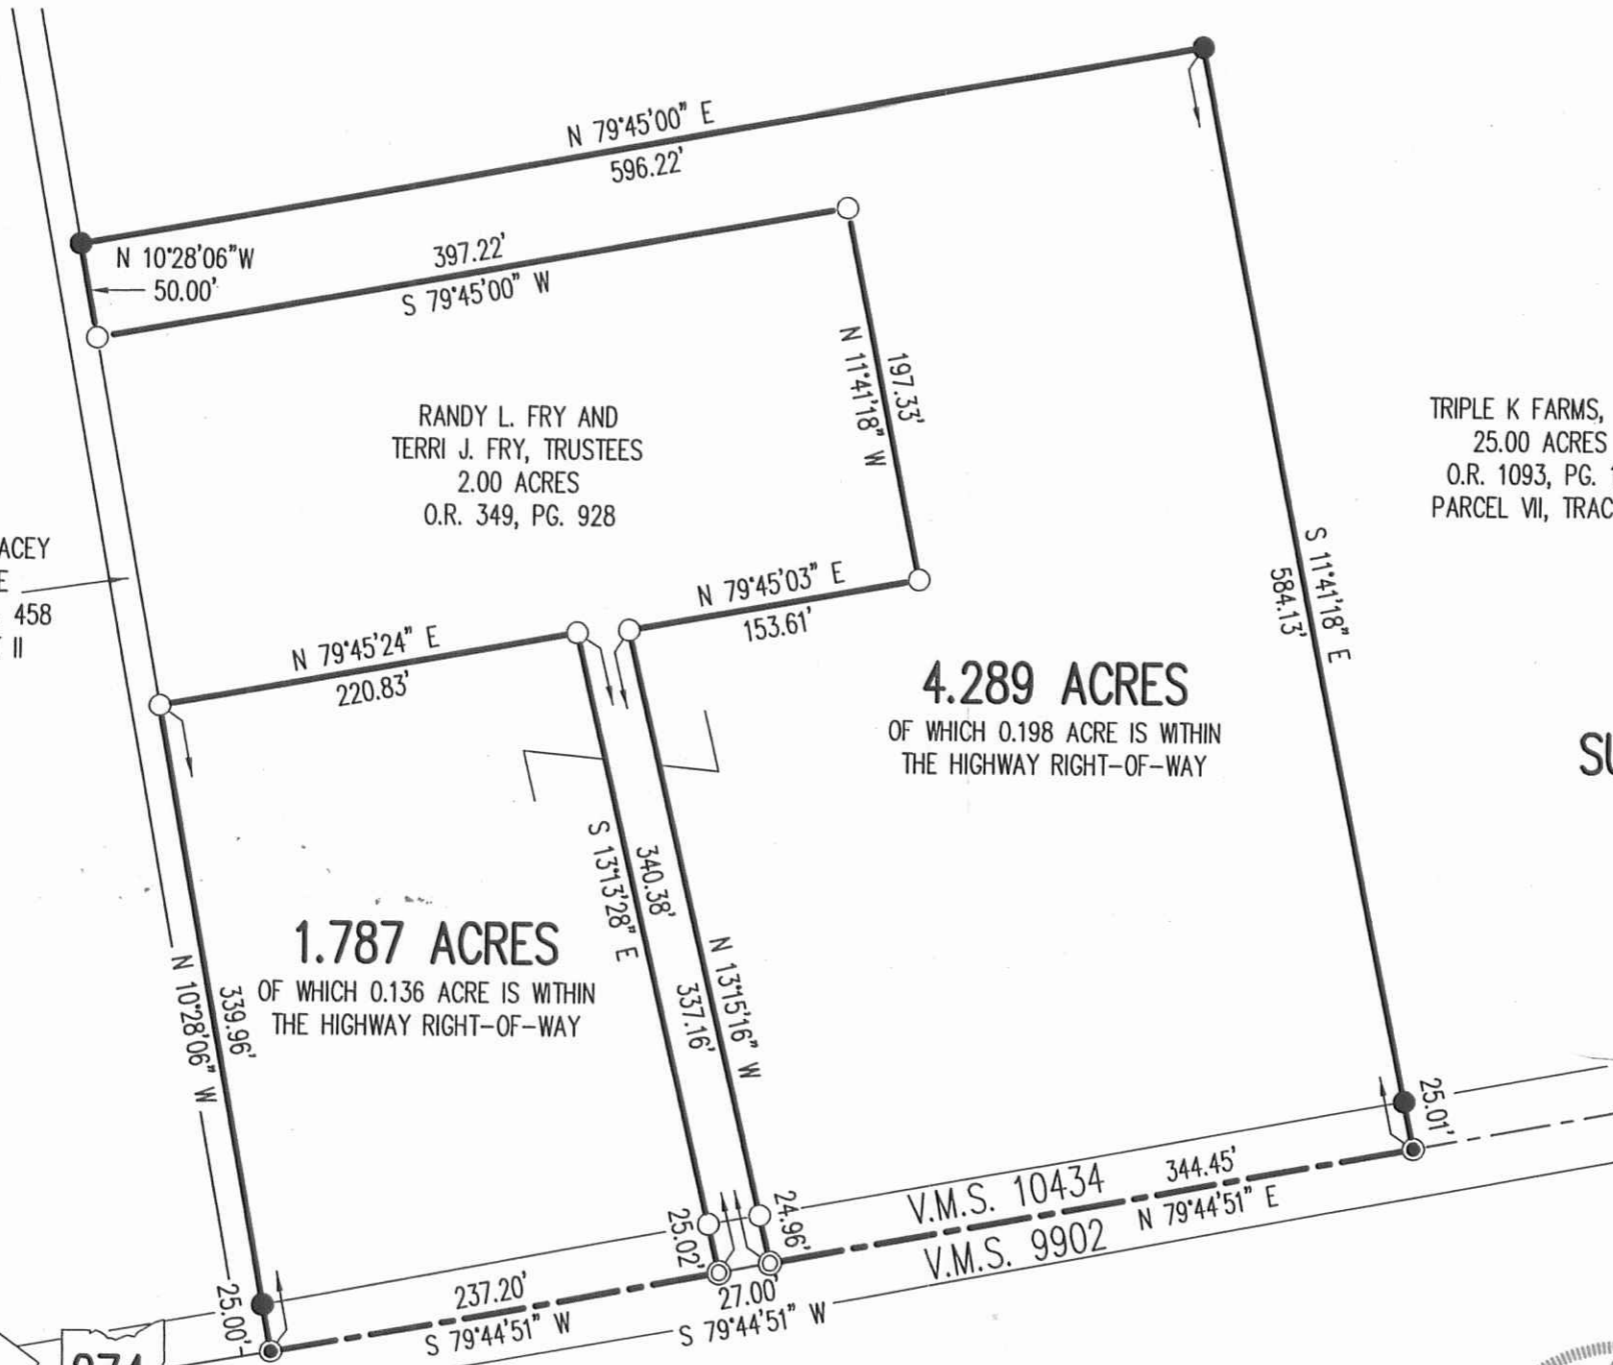 N 79°45'00" E
596.22'
N 10°28'06"W
50.00'
397.22'
S 79°45'00" W
N 11°41'18" W
197.33'
RANDY L. FRY AND
TERRI J. FRY, TRUSTEES
2.00 ACRES
O.R. 349, PG. 928
TRIPLE K FARMS,
25.00 ACRES
O.R. 1093, PG. 1
PARCEL VII, TRAC
ACEY
E
458
II
S 11°41'18" E
584.13'
N 79°45'03" E
153.61'
N 79°45'24" E
220.83'
4.289 ACRES
OF WHICH 0.198 ACRE IS WITHIN
THE HIGHWAY RIGHT-OF-WAY
SU
S 13°13'28" E
340.38'
337.16'
N 13°15'16" W
1.787 ACRES
OF WHICH 0.136 ACRE IS WITHIN
THE HIGHWAY RIGHT-OF-WAY
N 10°28'06" W
339.96'
25.01'
344.45'
V.M.S. 10434
N 79°44'51" E
V.M.S. 9902
24.96'
25.02'
27.00'
S 79°44'51" W
237.20'
S 79°44'51" W
25.00'